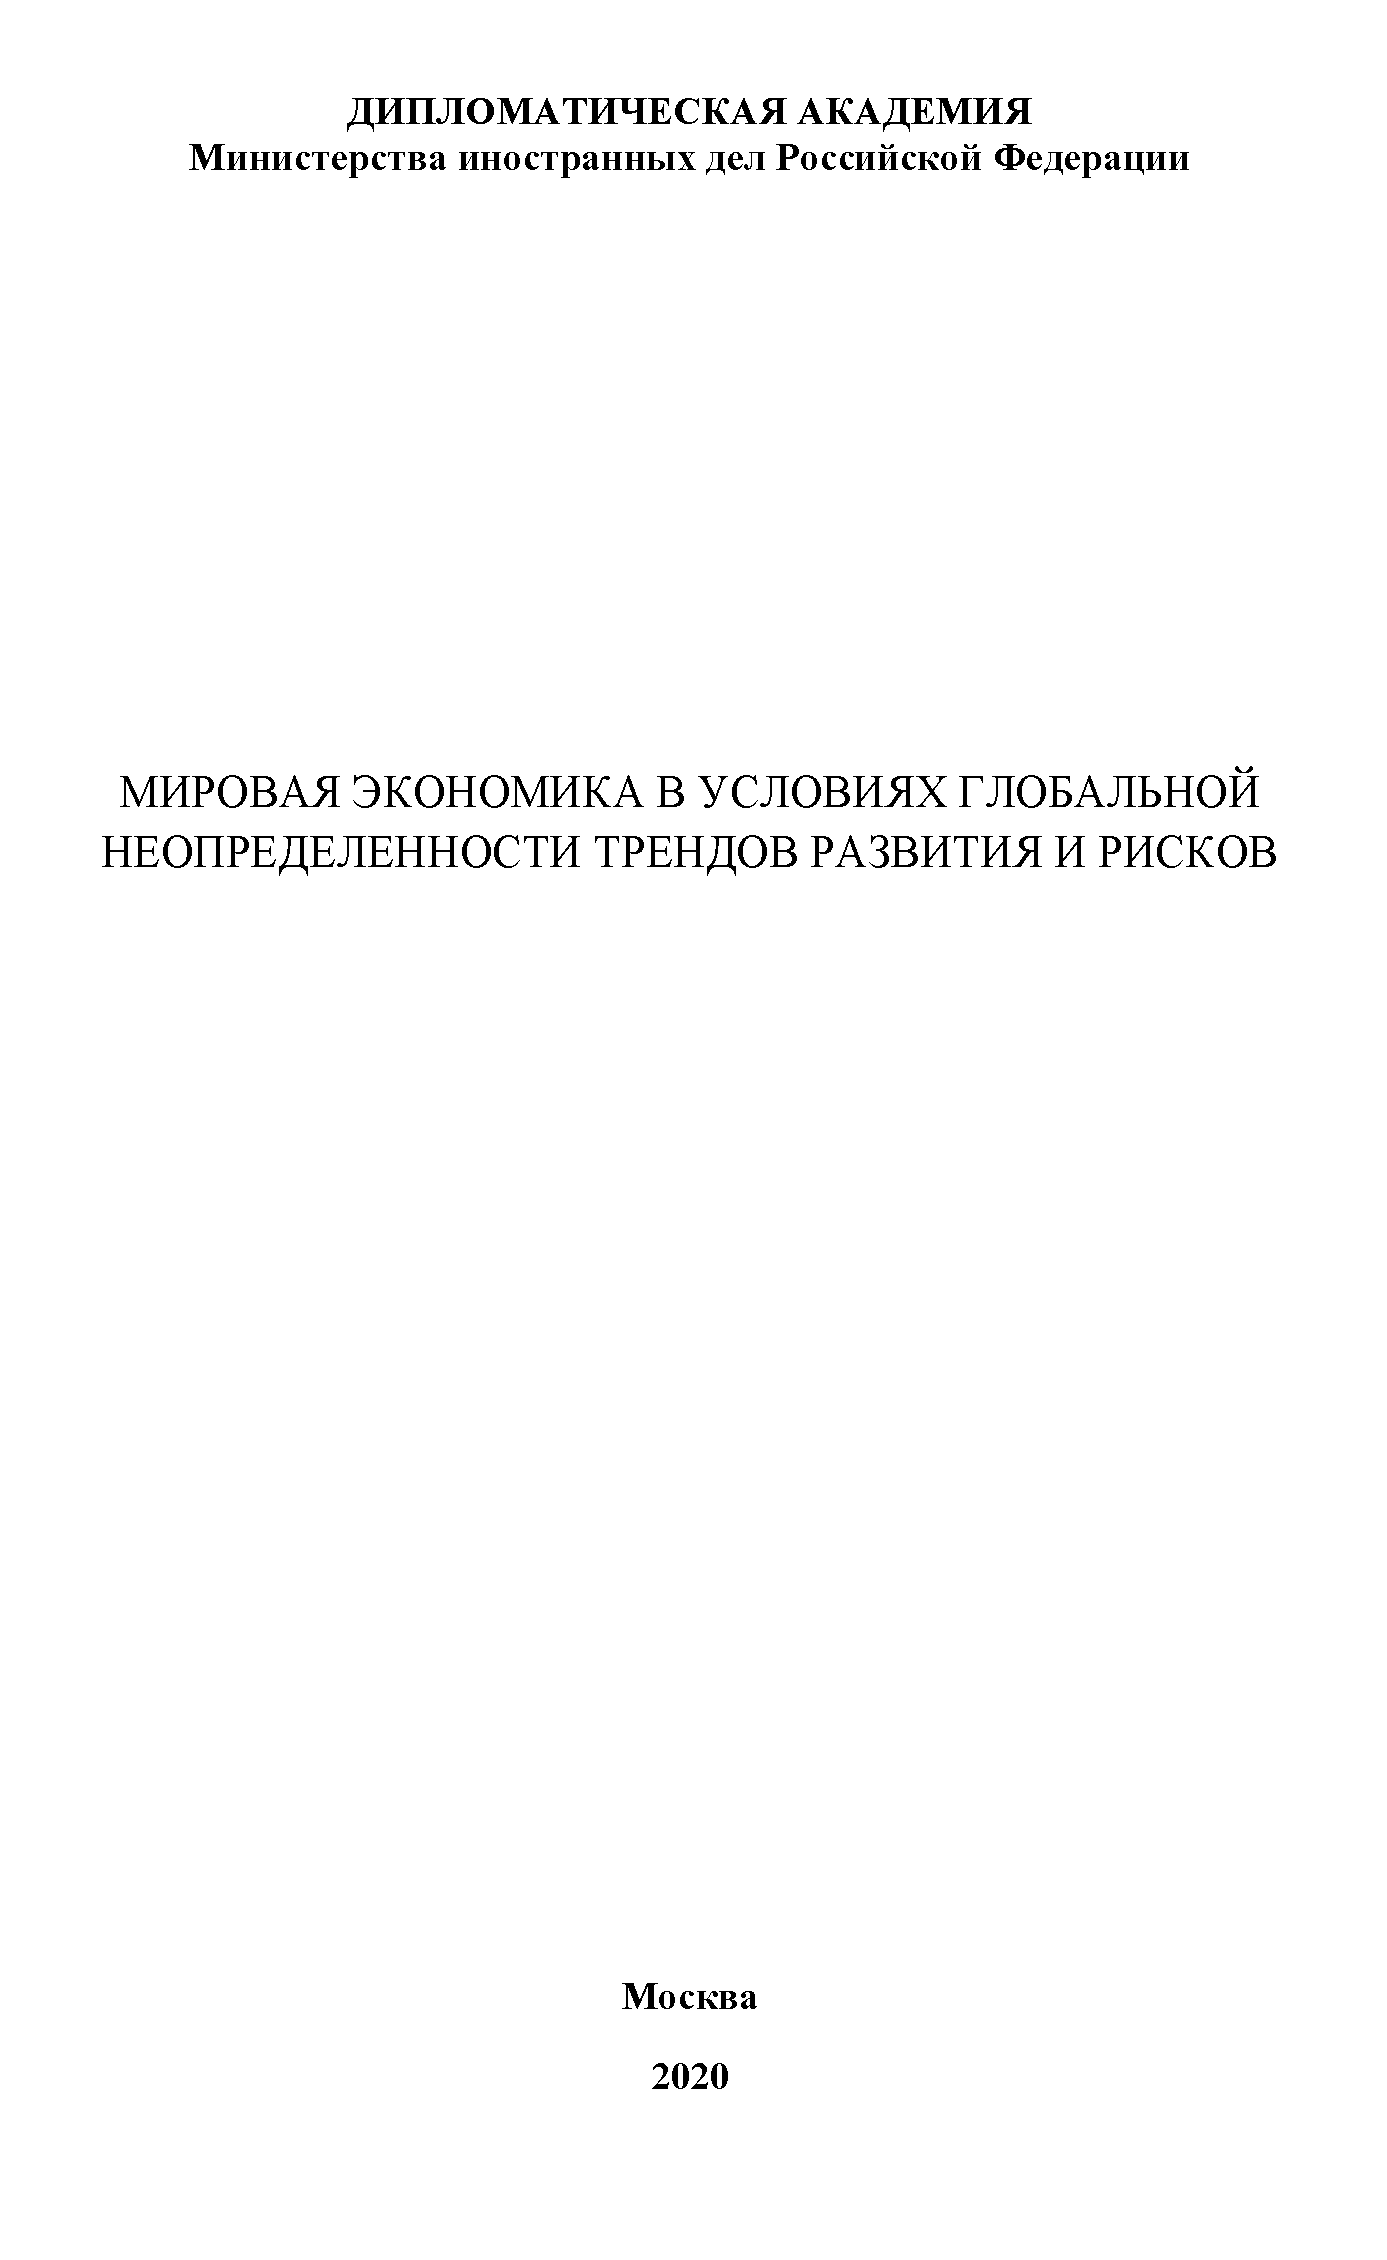 ДИПЛОМАТИЧЕСКАЯ АКАДЕМИЯ
Министерства иностранных дел Российской Федерации
МИРОВАЯ ЭКОНОМИКА В УСЛОВИЯХ ГЛОБАЛЬНОЙ
НЕОПРЕДЕЛЕННОСТИ ТРЕНДОВ РАЗВИТИЯ И РИСКОВ
Москва
2020